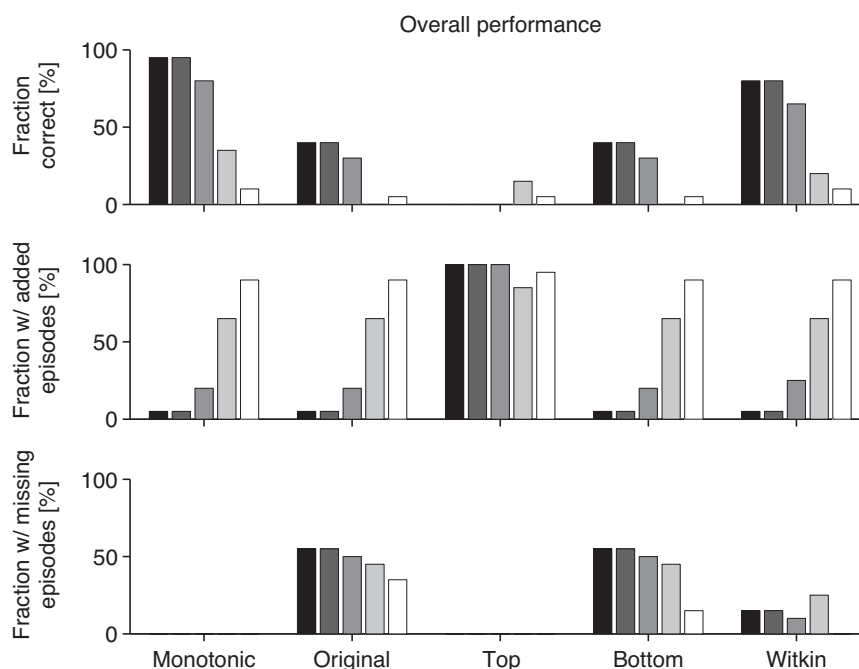 Overall performance
Fraction
correct [%]
100
50
0
Fraction w/ added
episodes [%]
100
50
0
Fraction w/ missing
episodes [%]
100
50
0
Monotonic Original Top Bottom Witkin